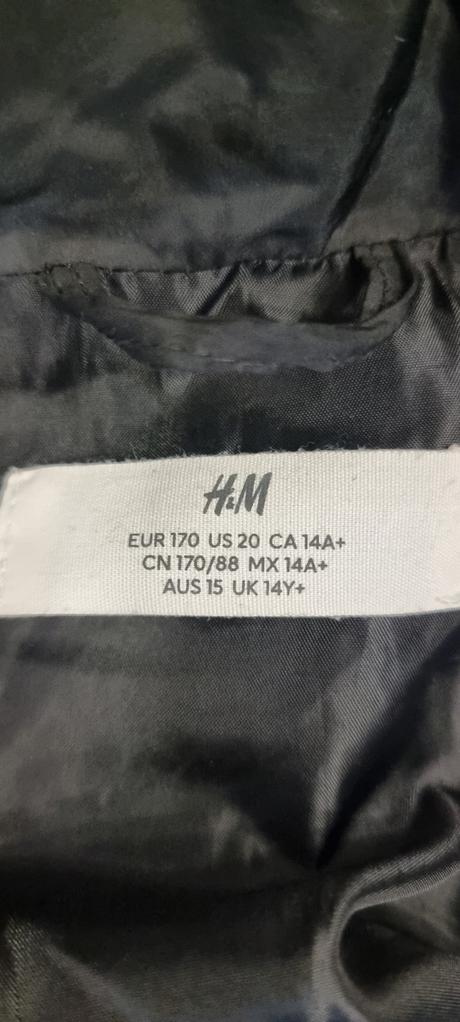 H&M
EUR 170 US 20 CA 14A+
CN 170/88 MX 14A+
AUS 15 UK 14Y+